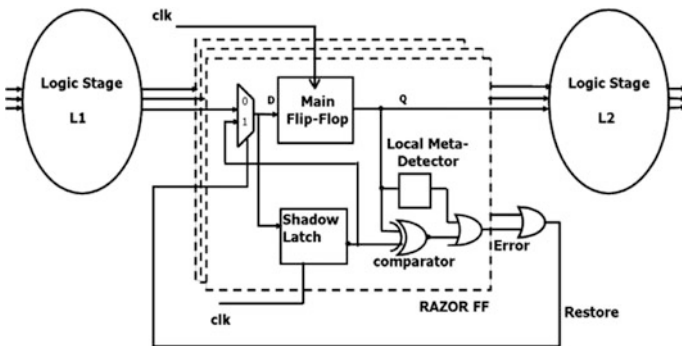 clk
Logic Stage
L1
0
1
D
Main
Flip-Flop
Q
Logic Stage
L2
Local Meta-
Detector
Shadow
Latch
comparator
Error
RAZOR FF
Restore
clk